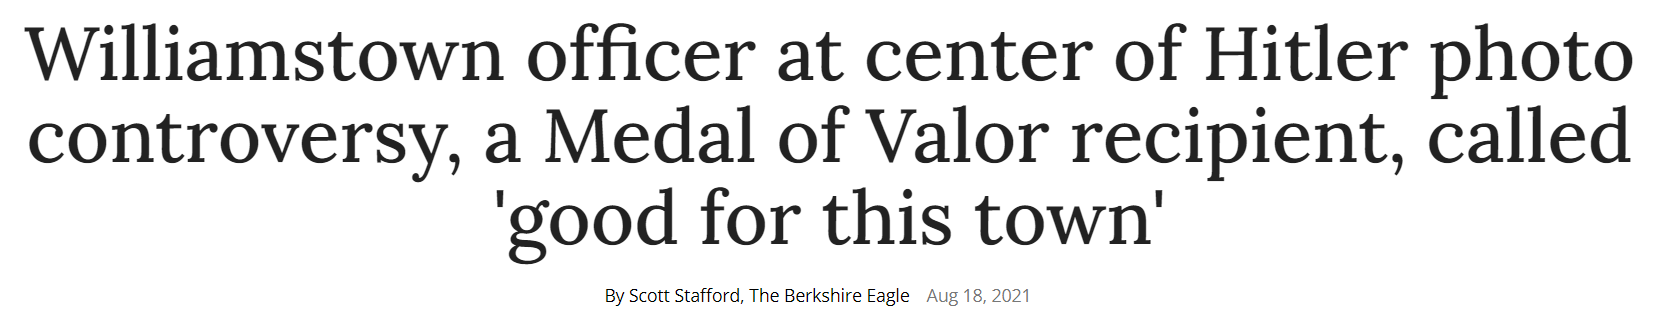 Williamstown officer at center of Hitler photo
controversy, a Medal of Valor recipient, called
'good for this town'
By Scott Stafford, The Berkshire Eagle Aug 18, 2021